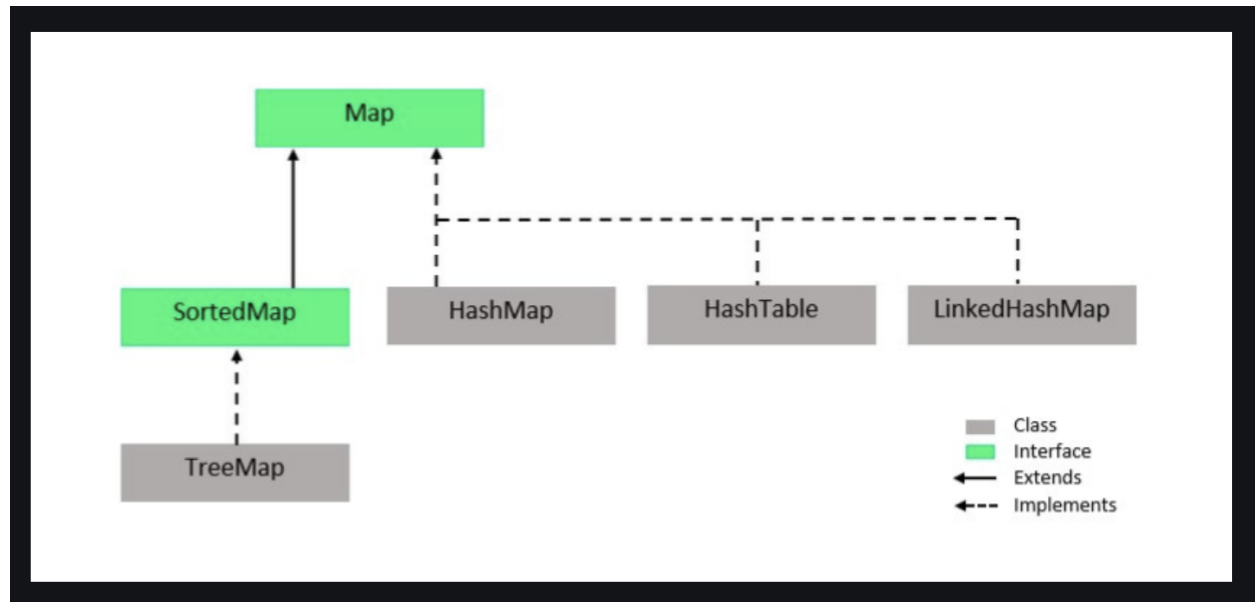 Map
SortedMap
HashMap
HashTable
LinkedHashMap
TreeMap
Class
Interface
Extends
Implements